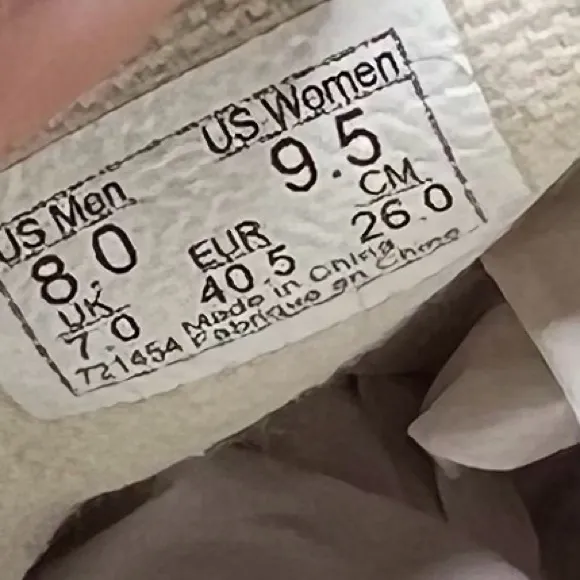 US Men US Women
8.0 9.5
UK EUR CM
7.0 40.5 26.0
T21454 Made in China
Fabrique en Chine